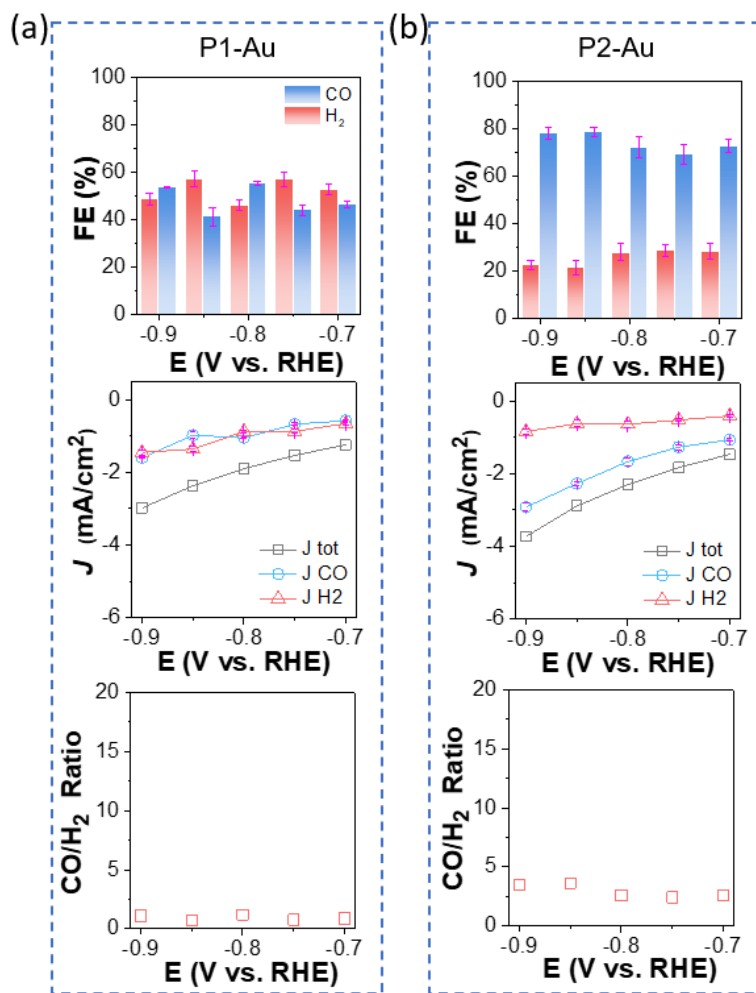 (a)
P1-Au
100
80
60
40
20
0
FE (%)
CO
H₂
-0.9
-0.8
-0.7
E (V vs. RHE)
0
-2
-4
-6
J (mA/cm²)
J tot
J CO
J H2
-0.9
-0.8
-0.7
E (V vs. RHE)
20
15
10
5
0
CO/H₂ Ratio
-0.9
-0.8
-0.7
E (V vs. RHE)
(b)
P2-Au
100
80
60
40
20
0
FE (%)
-0.9
-0.8
-0.7
E (V vs. RHE)
0
-2
-4
-6
J (mA/cm²)
J tot
J CO
J H2
-0.9
-0.8
-0.7
E (V vs. RHE)
20
15
10
5
0
CO/H₂ Ratio
-0.9
-0.8
-0.7
E (V vs. RHE)